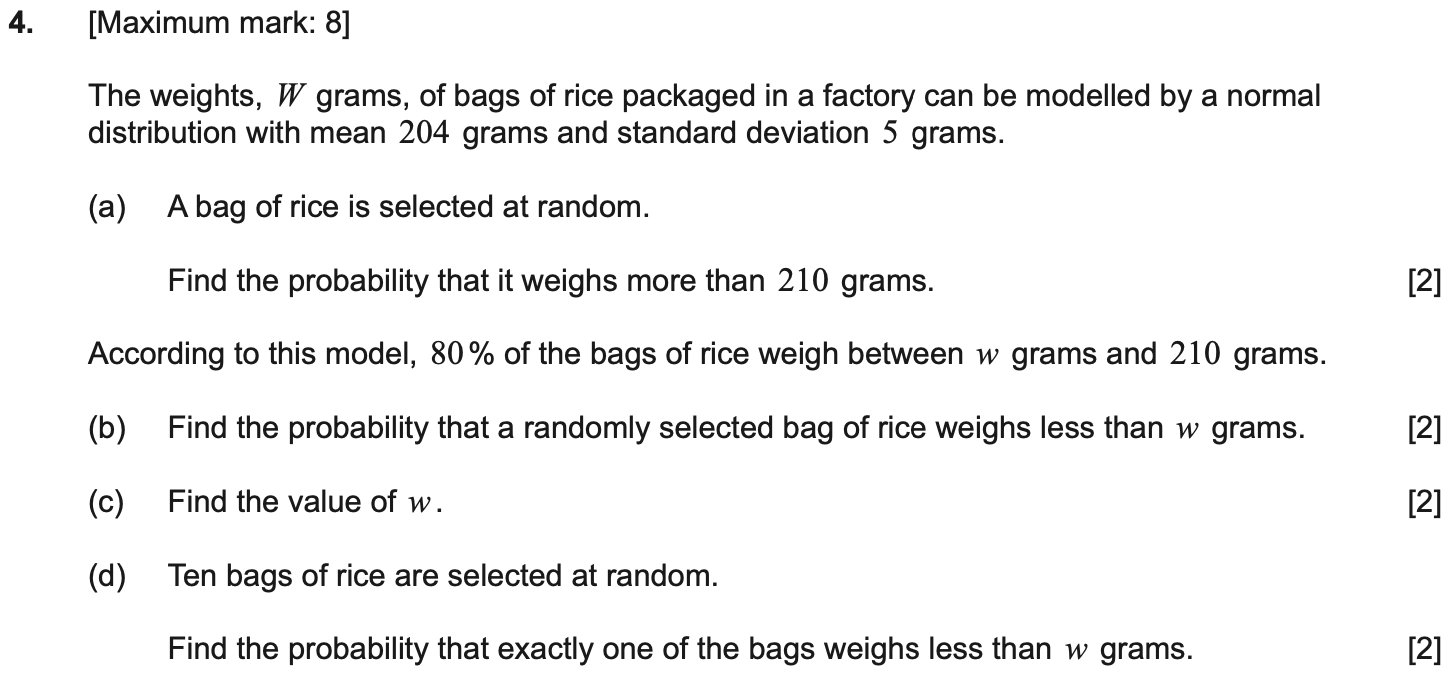 4. [Maximum mark: 8]
The weights, W grams, of bags of rice packaged in a factory can be modelled by a normal
distribution with mean 204 grams and standard deviation 5 grams.
(a) A bag of rice is selected at random.
Find the probability that it weighs more than 210 grams. [2]
According to this model, 80% of the bags of rice weigh between w grams and 210 grams.
(b) Find the probability that a randomly selected bag of rice weighs less than w grams. [2]
(c) Find the value of w. [2]
(d) Ten bags of rice are selected at random.
Find the probability that exactly one of the bags weighs less than w grams. [2]